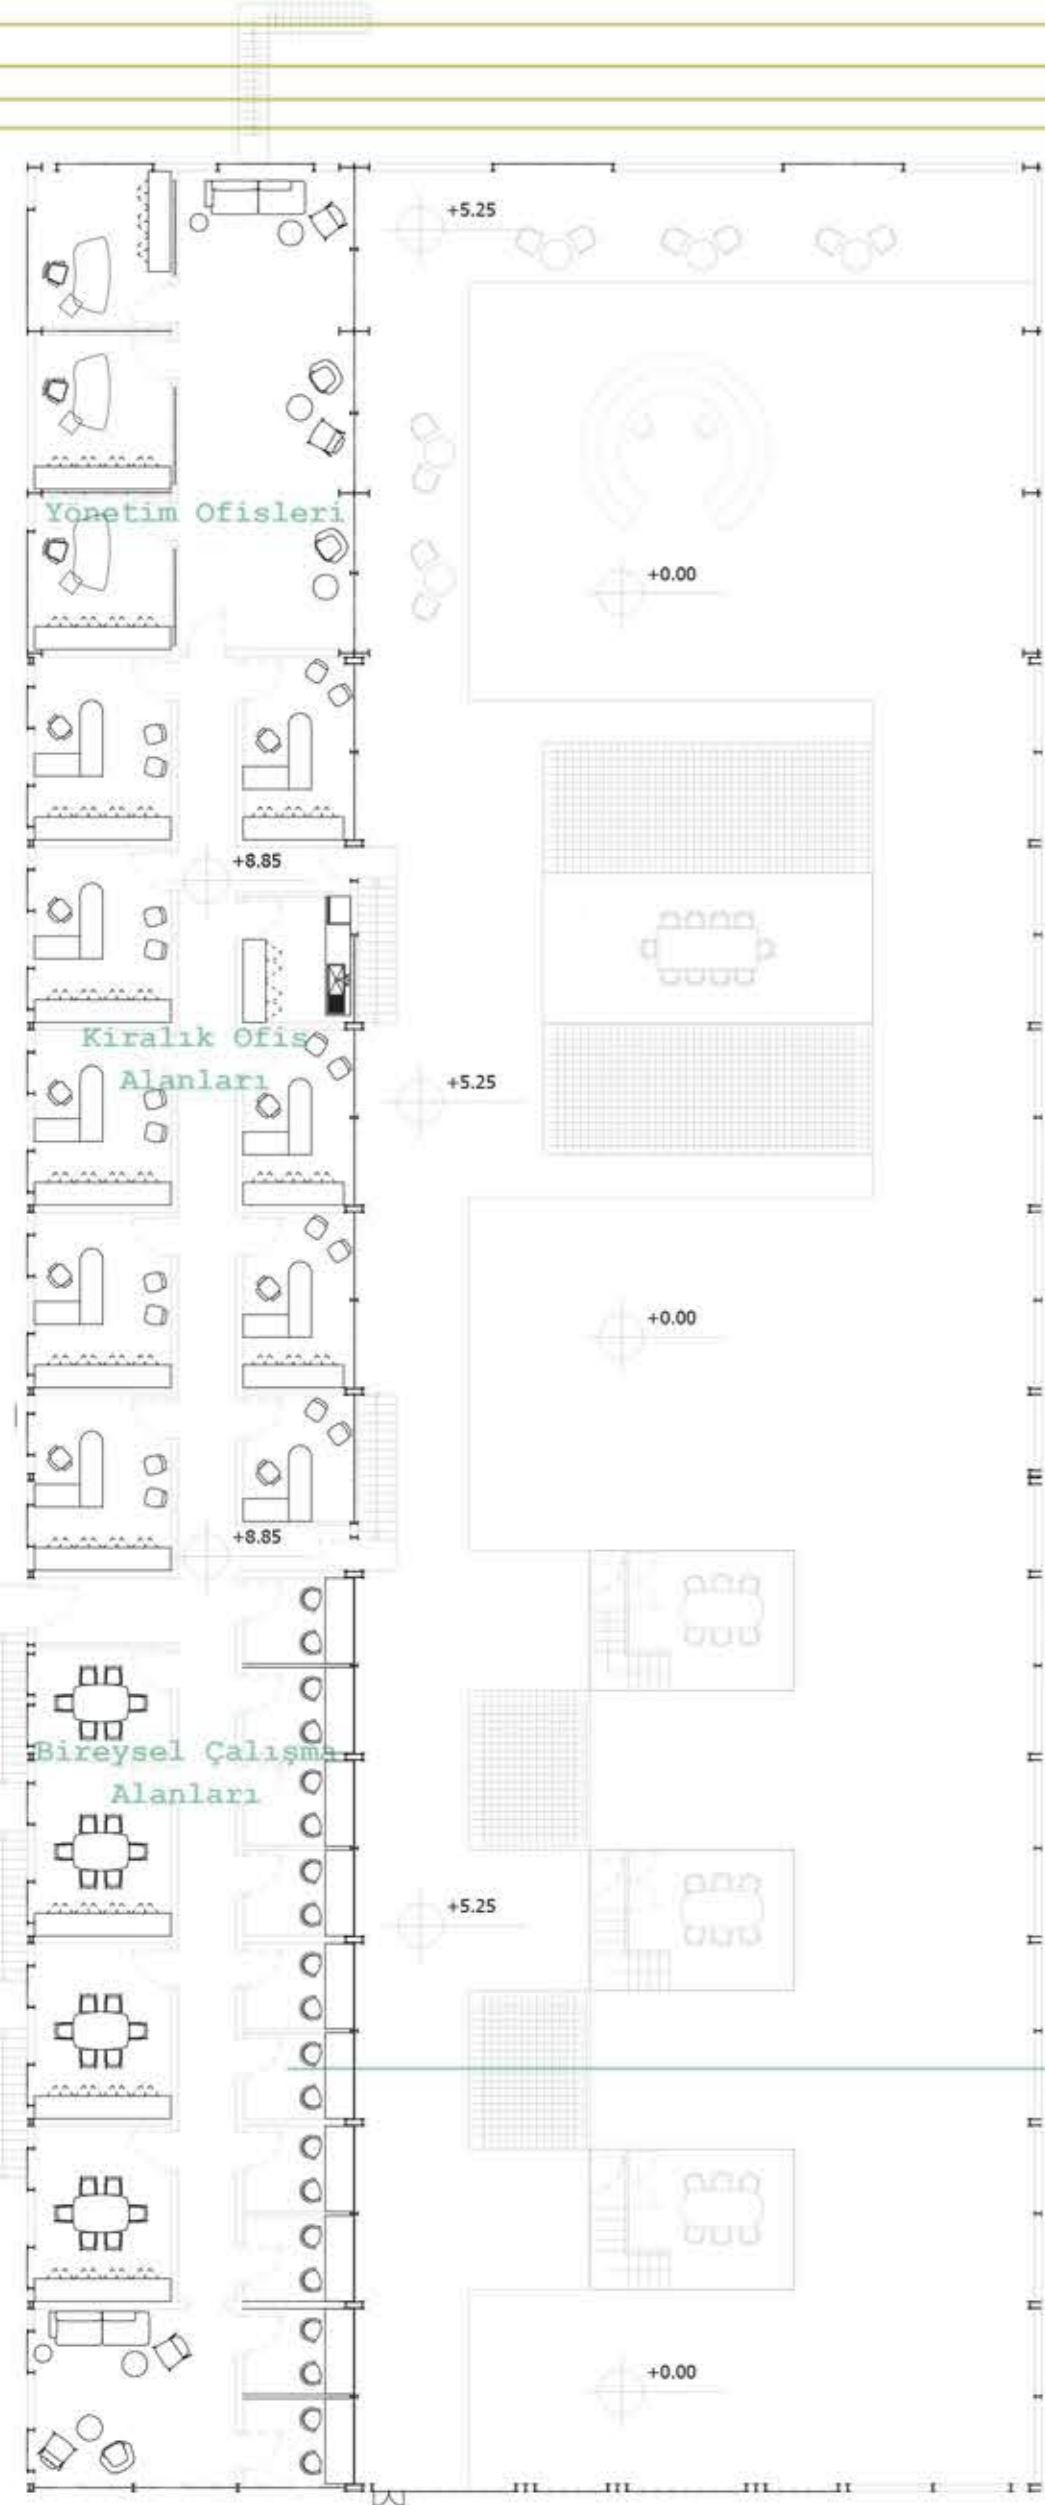 +5.25
Yönetim Ofisleri
+0.00
+8.85
Kiralık Ofis
Alanları
+5.25
+0.00
+8.85
Bireysel Çalışma
Alanları
+5.25
+0.00